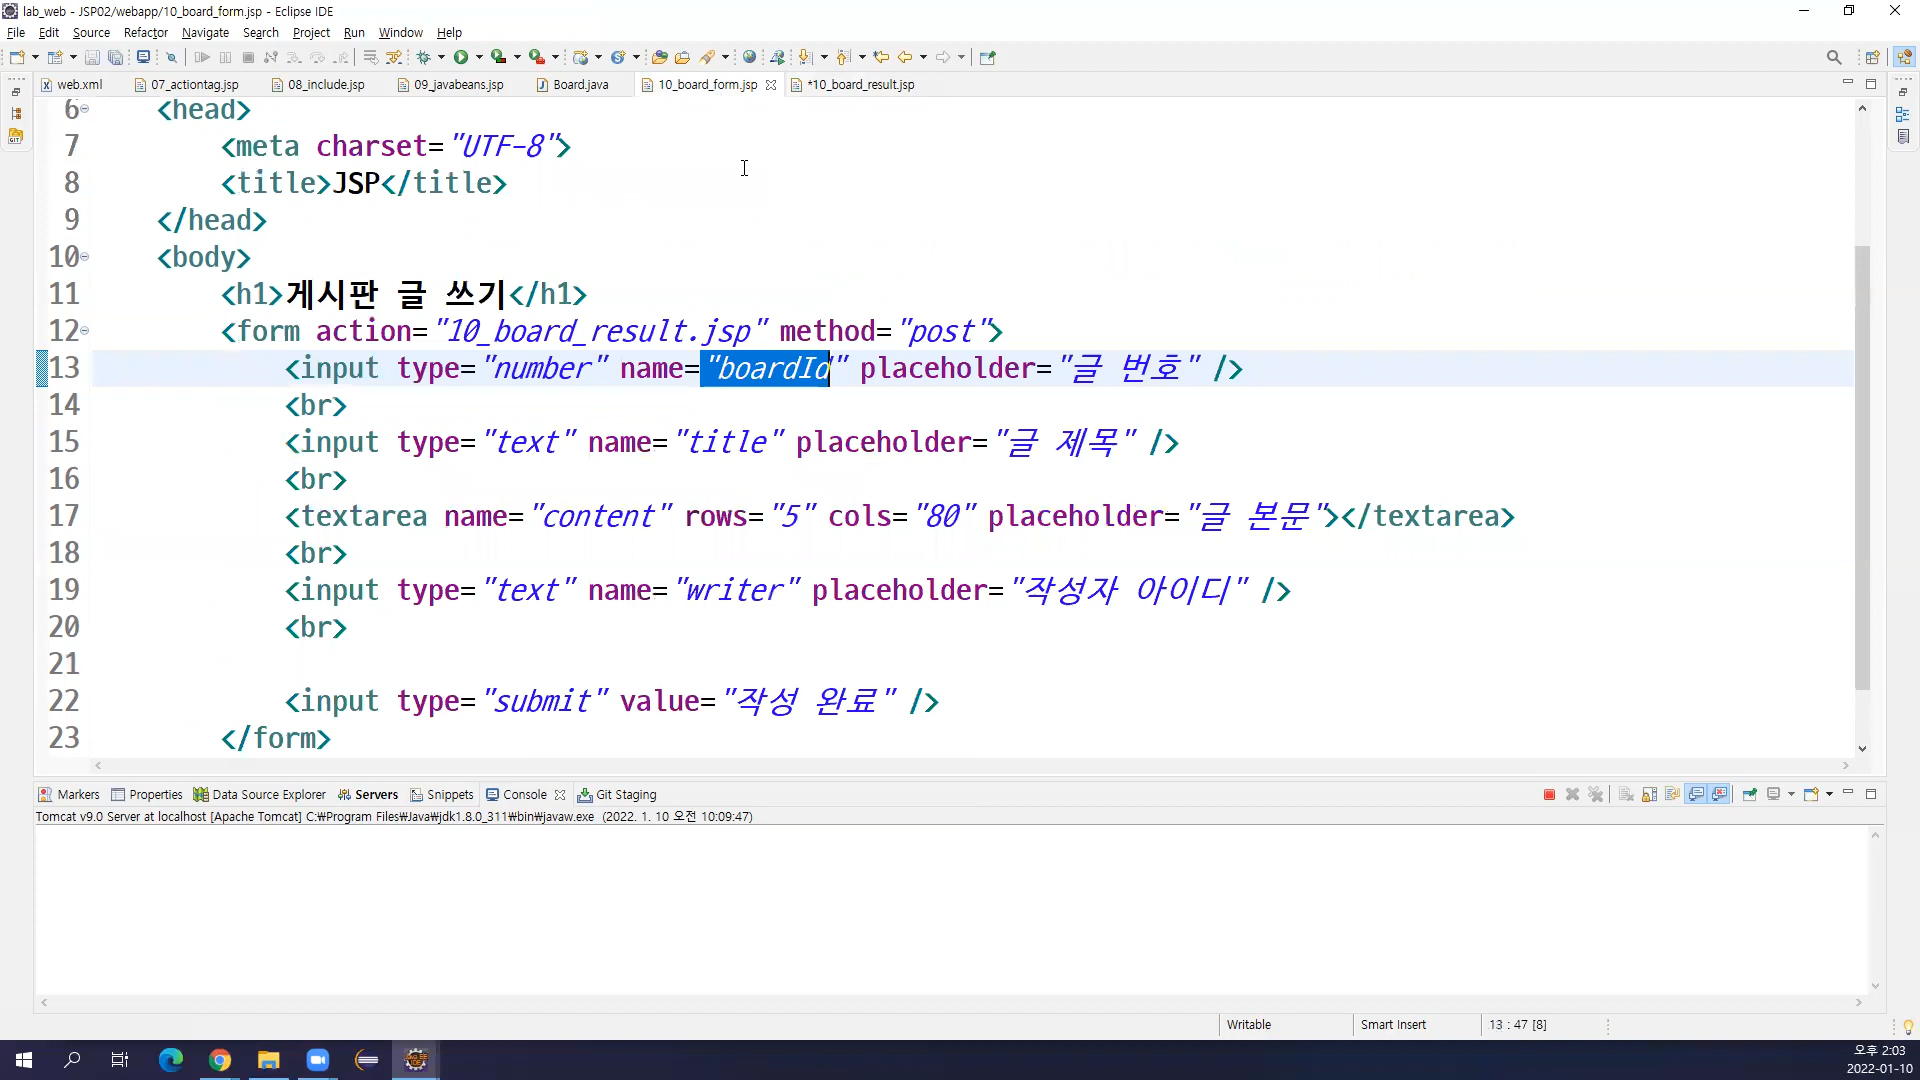 lab_web - JSP02/webapp/10_board_form.jsp - Eclipse IDE
File Edit Source Refactor Navigate Search Project Run Window Help
web.xml 07_actiontag.jsp 08_include.jsp 09_javabeans.jsp Board.java 10_board_form.jsp *10_board_result.jsp
6 <head>
7 <meta charset="UTF-8">
8 <title>JSP</title>
9 </head>
10 <body>
11 <h1>게시판 글 쓰기</h1>
12 <form action="10_board_result.jsp" method="post">
13 <input type="number" name="boardId" placeholder="글 번호" />
14 <br>
15 <input type="text" name="title" placeholder="글 제목" />
16 <br>
17 <textarea name="content" rows="5" cols="80" placeholder="글 본문"></textarea>
18 <br>
19 <input type="text" name="writer" placeholder="작성자 아이디" />
20 <br>
21
22 <input type="submit" value="작성 완료" />
23 </form>
Markers Properties Data Source Explorer Servers Snippets Console Git Staging
Tomcat v9.0 Server at localhost [Apache Tomcat] C:₩Program Files₩Java₩jdk1.8.0_311₩bin₩javaw.exe (2022. 1. 10 오전 10:09:47)
Writable Smart Insert 13 : 47 [8]
오후 2:03
2022-01-10